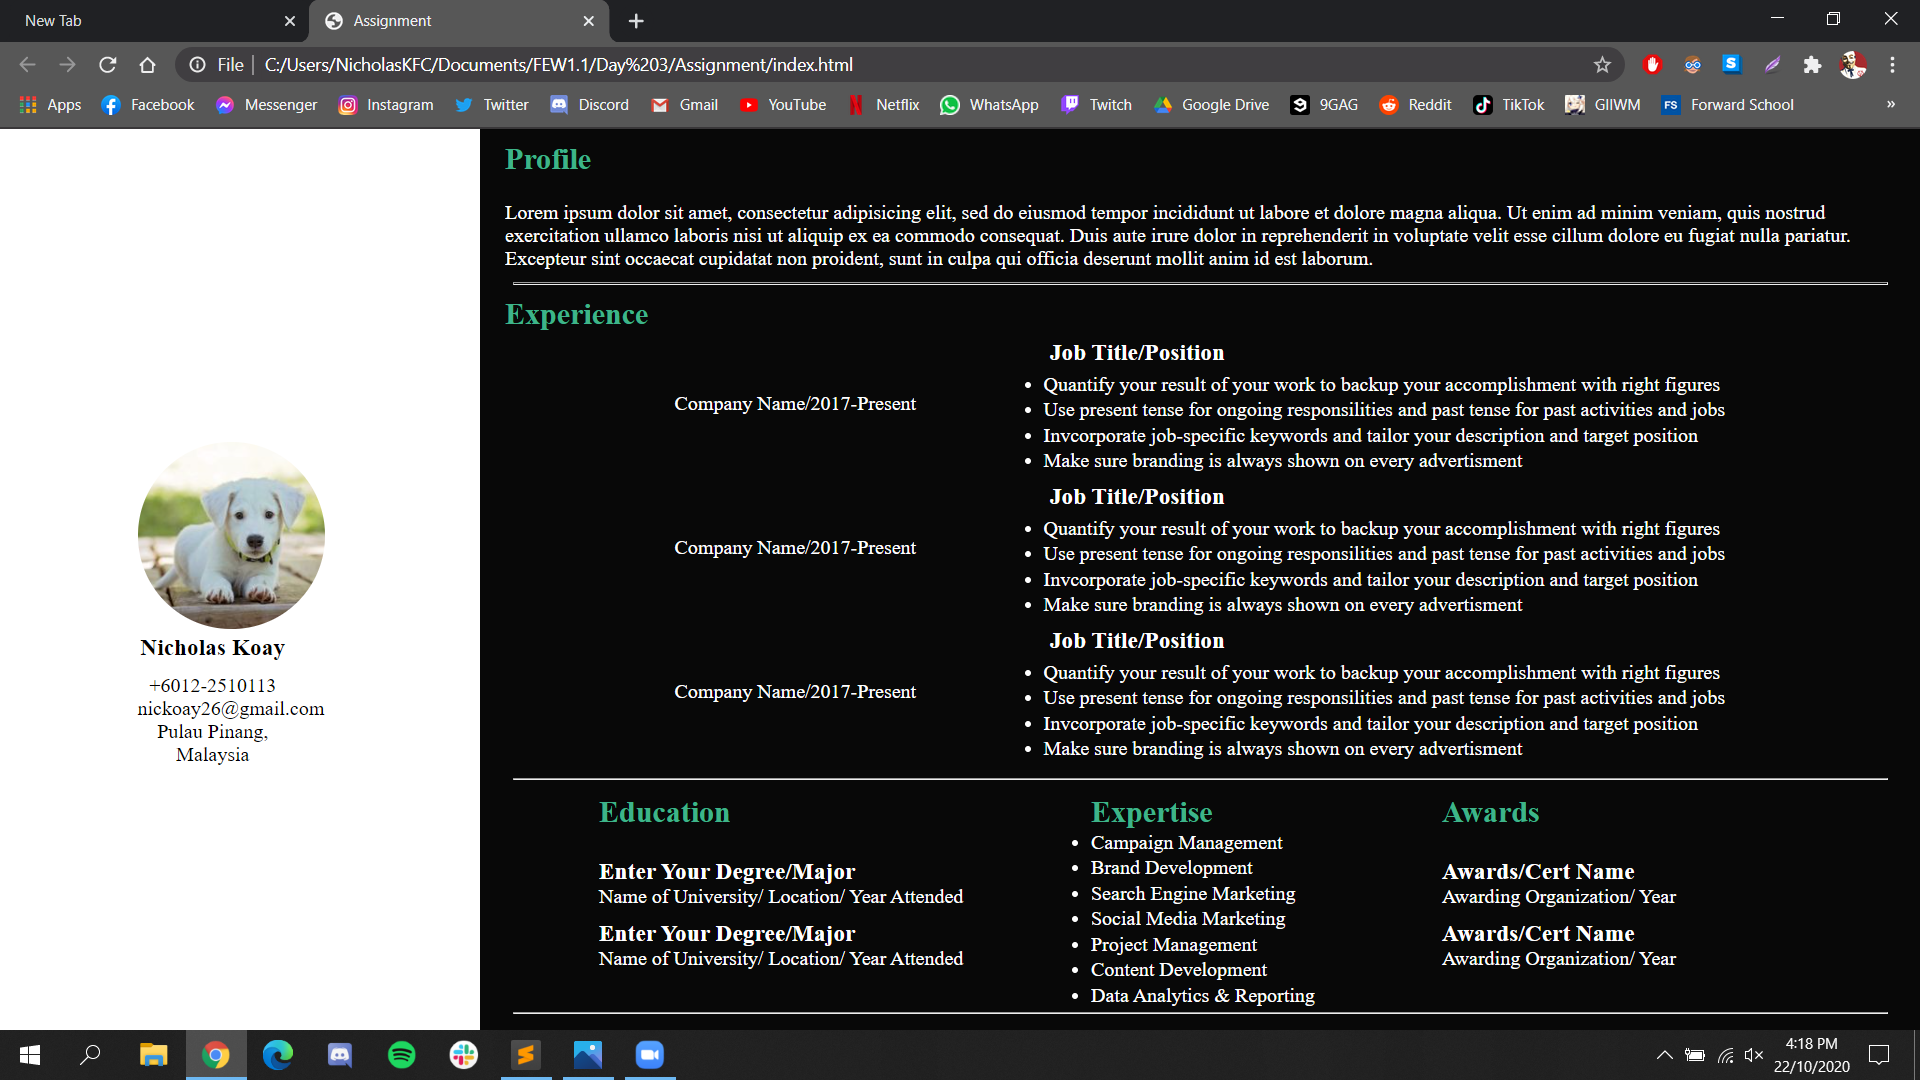 New Tab
Assignment
File
C:/Users/NicholasKFC/Documents/FEW1.1/Day%203/Assignment/index.html
Apps
Facebook
Messenger
Instagram
Twitter
Discord
Gmail
YouTube
Netflix
WhatsApp
Twitch
Google Drive
9GAG
Reddit
TikTok
GIIWM
FS
Forward School
»
Nicholas Koay
+6012-2510113
nickoay26@gmail.com
Pulau Pinang,
Malaysia
Profile
Lorem ipsum dolor sit amet, consectetur adipisicing elit, sed do eiusmod tempor incididunt ut labore et dolore magna aliqua. Ut enim ad minim veniam, quis nostrud
exercitation ullamco laboris nisi ut aliquip ex ea commodo consequat. Duis aute irure dolor in reprehenderit in voluptate velit esse cillum dolore eu fugiat nulla pariatur.
Excepteur sint occaecat cupidatat non proident, sunt in culpa qui officia deserunt mollit anim id est laborum.
Experience
Company Name/2017-Present
Job Title/Position
• Quantify your result of your work to backup your accomplishment with right figures
• Use present tense for ongoing responsilities and past tense for past activities and jobs
• Invcorporate job-specific keywords and tailor your description and target position
• Make sure branding is always shown on every advertisment
Company Name/2017-Present
Job Title/Position
• Quantify your result of your work to backup your accomplishment with right figures
• Use present tense for ongoing responsilities and past tense for past activities and jobs
• Invcorporate job-specific keywords and tailor your description and target position
• Make sure branding is always shown on every advertisment
Company Name/2017-Present
Job Title/Position
• Quantify your result of your work to backup your accomplishment with right figures
• Use present tense for ongoing responsilities and past tense for past activities and jobs
• Invcorporate job-specific keywords and tailor your description and target position
• Make sure branding is always shown on every advertisment
Education
Enter Your Degree/Major
Name of University/ Location/ Year Attended
Enter Your Degree/Major
Name of University/ Location/ Year Attended
Expertise
• Campaign Management
• Brand Development
• Search Engine Marketing
• Social Media Marketing
• Project Management
• Content Development
• Data Analytics & Reporting
Awards
Awards/Cert Name
Awarding Organization/ Year
Awards/Cert Name
Awarding Organization/ Year
4:18 PM
22/10/2020